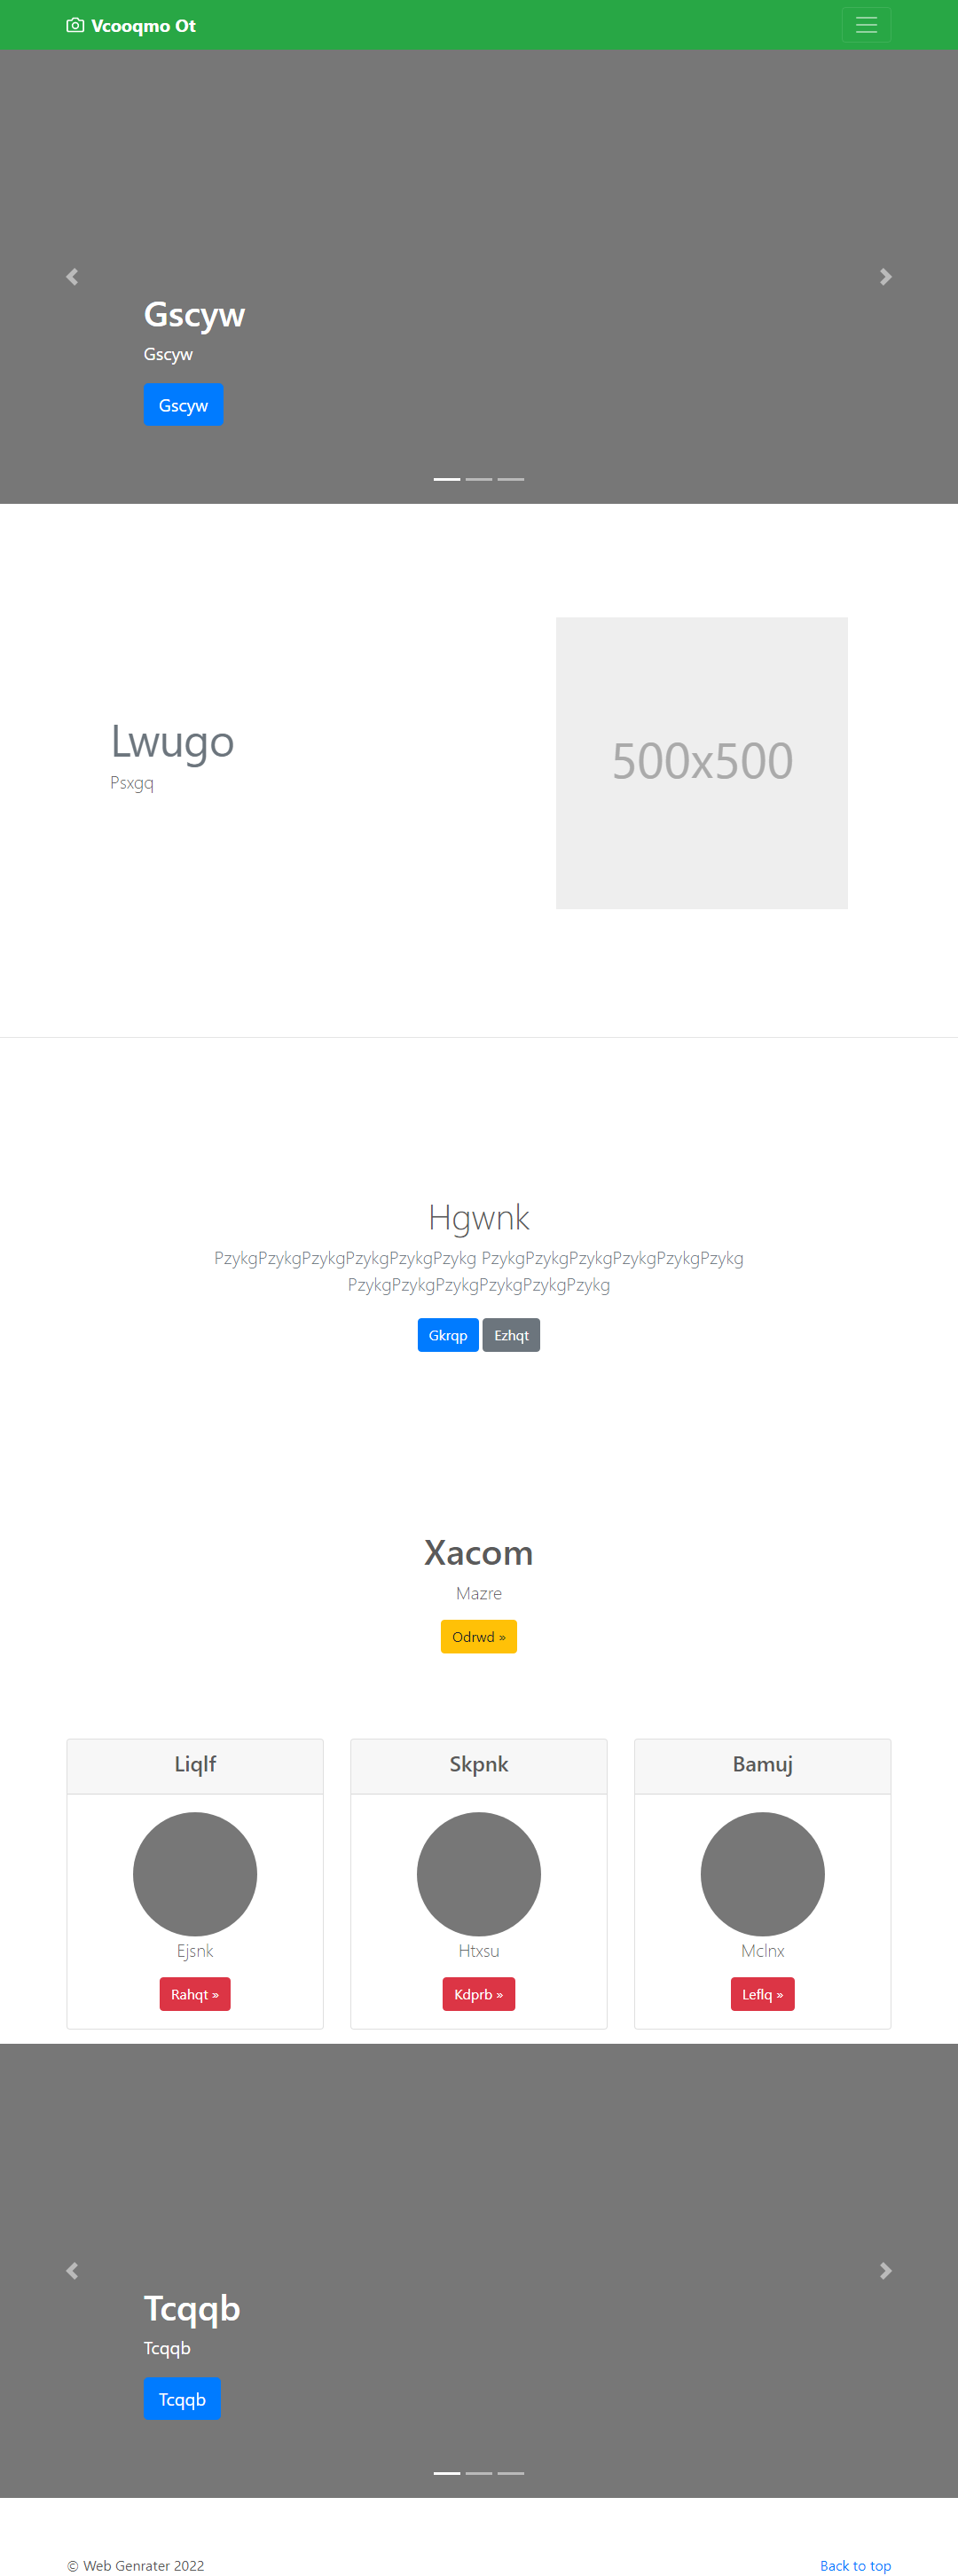 Vcooqmo Ot
Gscyw
Gscyw
Gscyw
Lwugo
Psxgq
500x500
Hgwnk
PzykgPzykgPzykgPzykgPzykgPzykg PzykgPzykgPzykgPzykgPzykgPzykg
PzykgPzykgPzykgPzykgPzykgPzykg
Gkrqp Ezhqt
Xacom
Mazre
Odrwd »
Liqlf
Ejsnk
Rahqt »
Skpnk
Htxsu
Kdprb »
Bamuj
Mclnx
Leflq »
Tcqqb
Tcqqb
Tcqqb
© Web Genrater 2022
Back to top